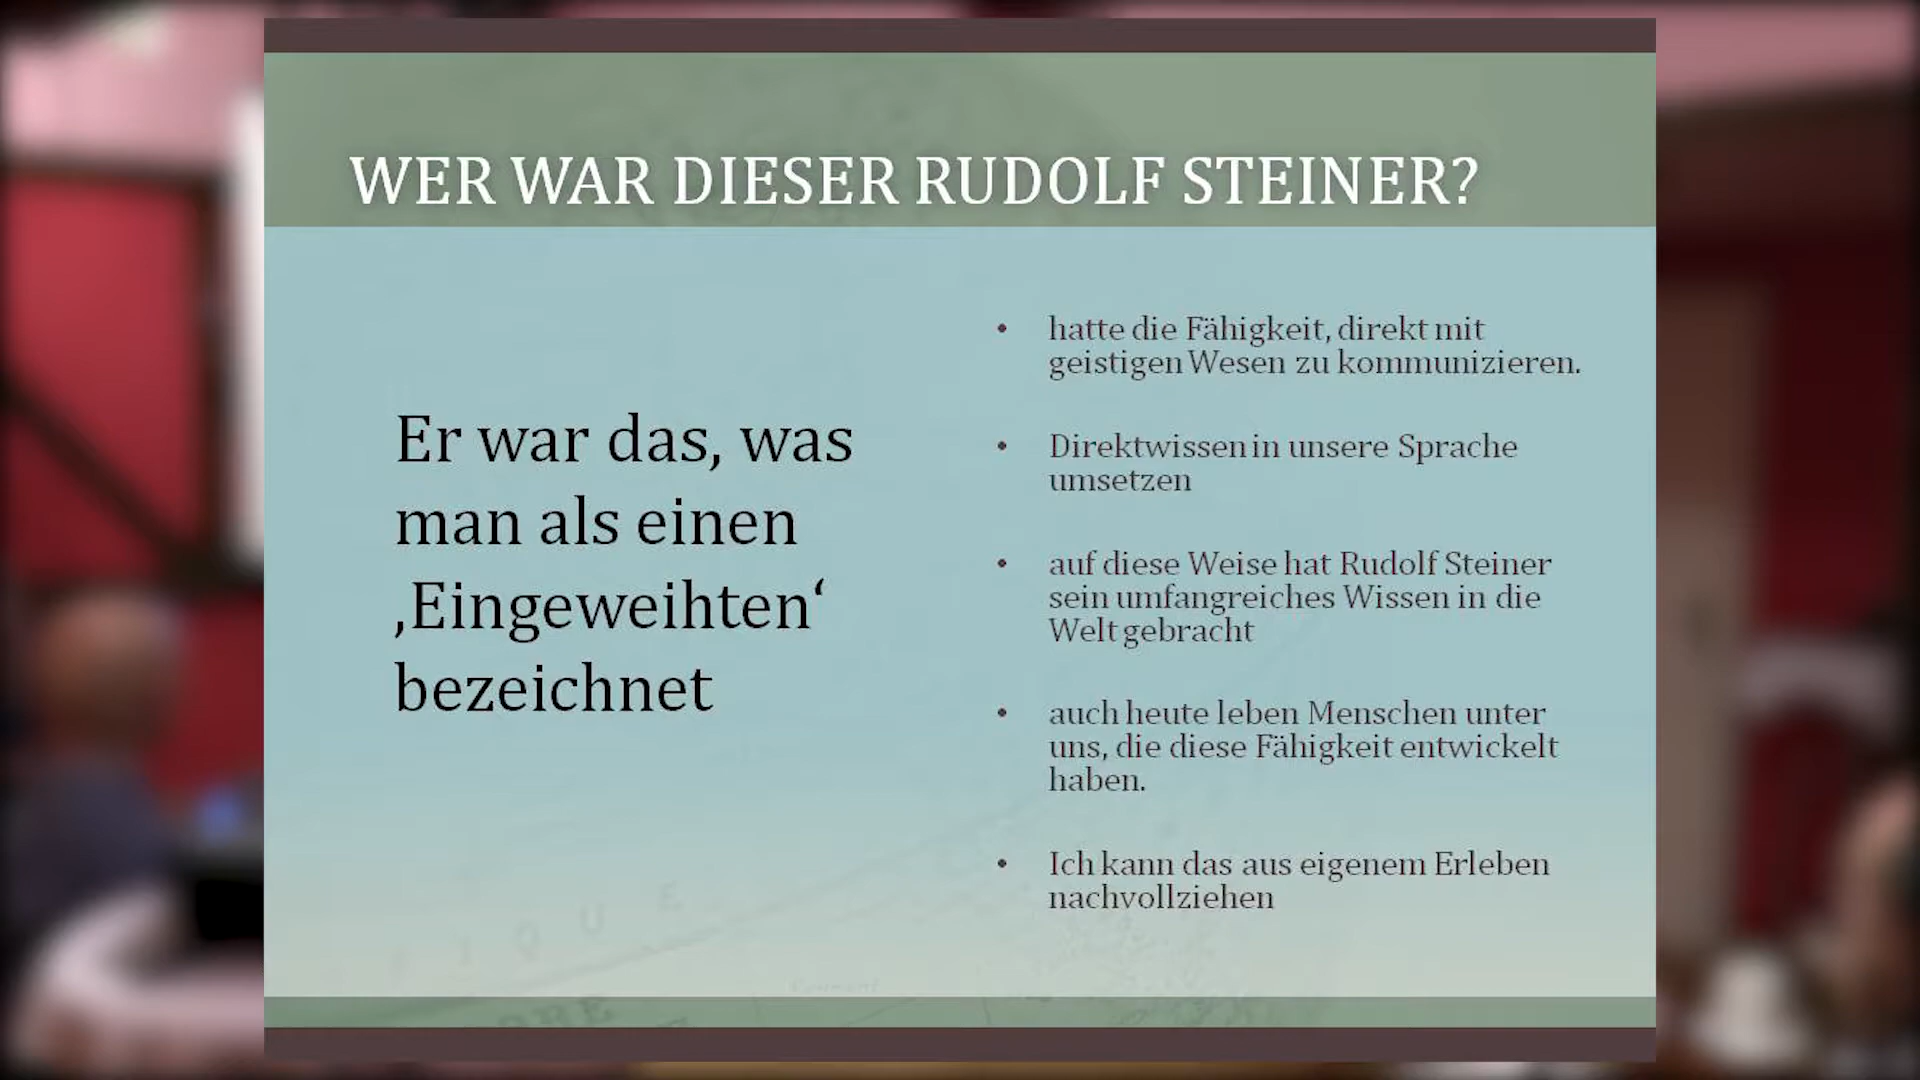 WER WAR DIESER RUDOLF STEINER?
Er war das, was
man als einen
‚Eingeweihten‘
bezeichnet
• hatte die Fähigkeit, direkt mit
geistigen Wesen zu kommunizieren.
• Direktwissen in unsere Sprache
umsetzen
• auf diese Weise hat Rudolf Steiner
sein umfangreiches Wissen in die
Welt gebracht
• auch heute leben Menschen unter
uns, die diese Fähigkeit entwickelt
haben.
• Ich kann das aus eigenem Erleben
nachvollziehen